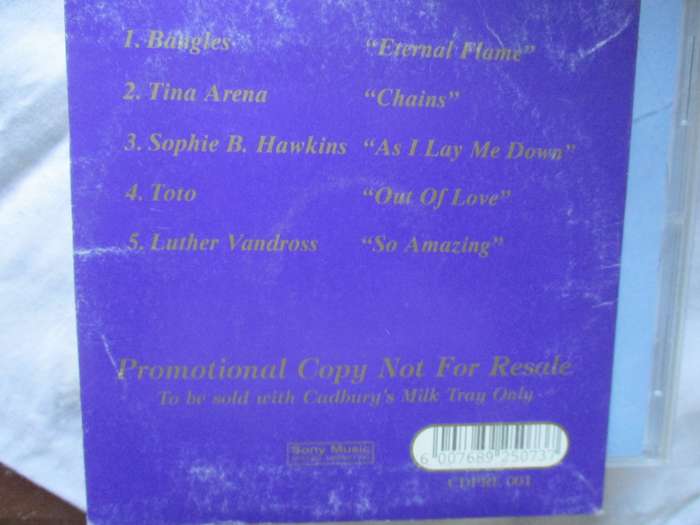 1. Bangles "Eternal Flame"
2. Tina Arena "Chains"
3. Sophie B. Hawkins "As I Lay Me Down"
4. Toto "Out Of Love"
5. Luther Vandross "So Amazing"
Promotional Copy Not For Resale
To be sold with Cadbury's Milk Tray Only
Sony Music
6 007689 250737
CDPRE 001